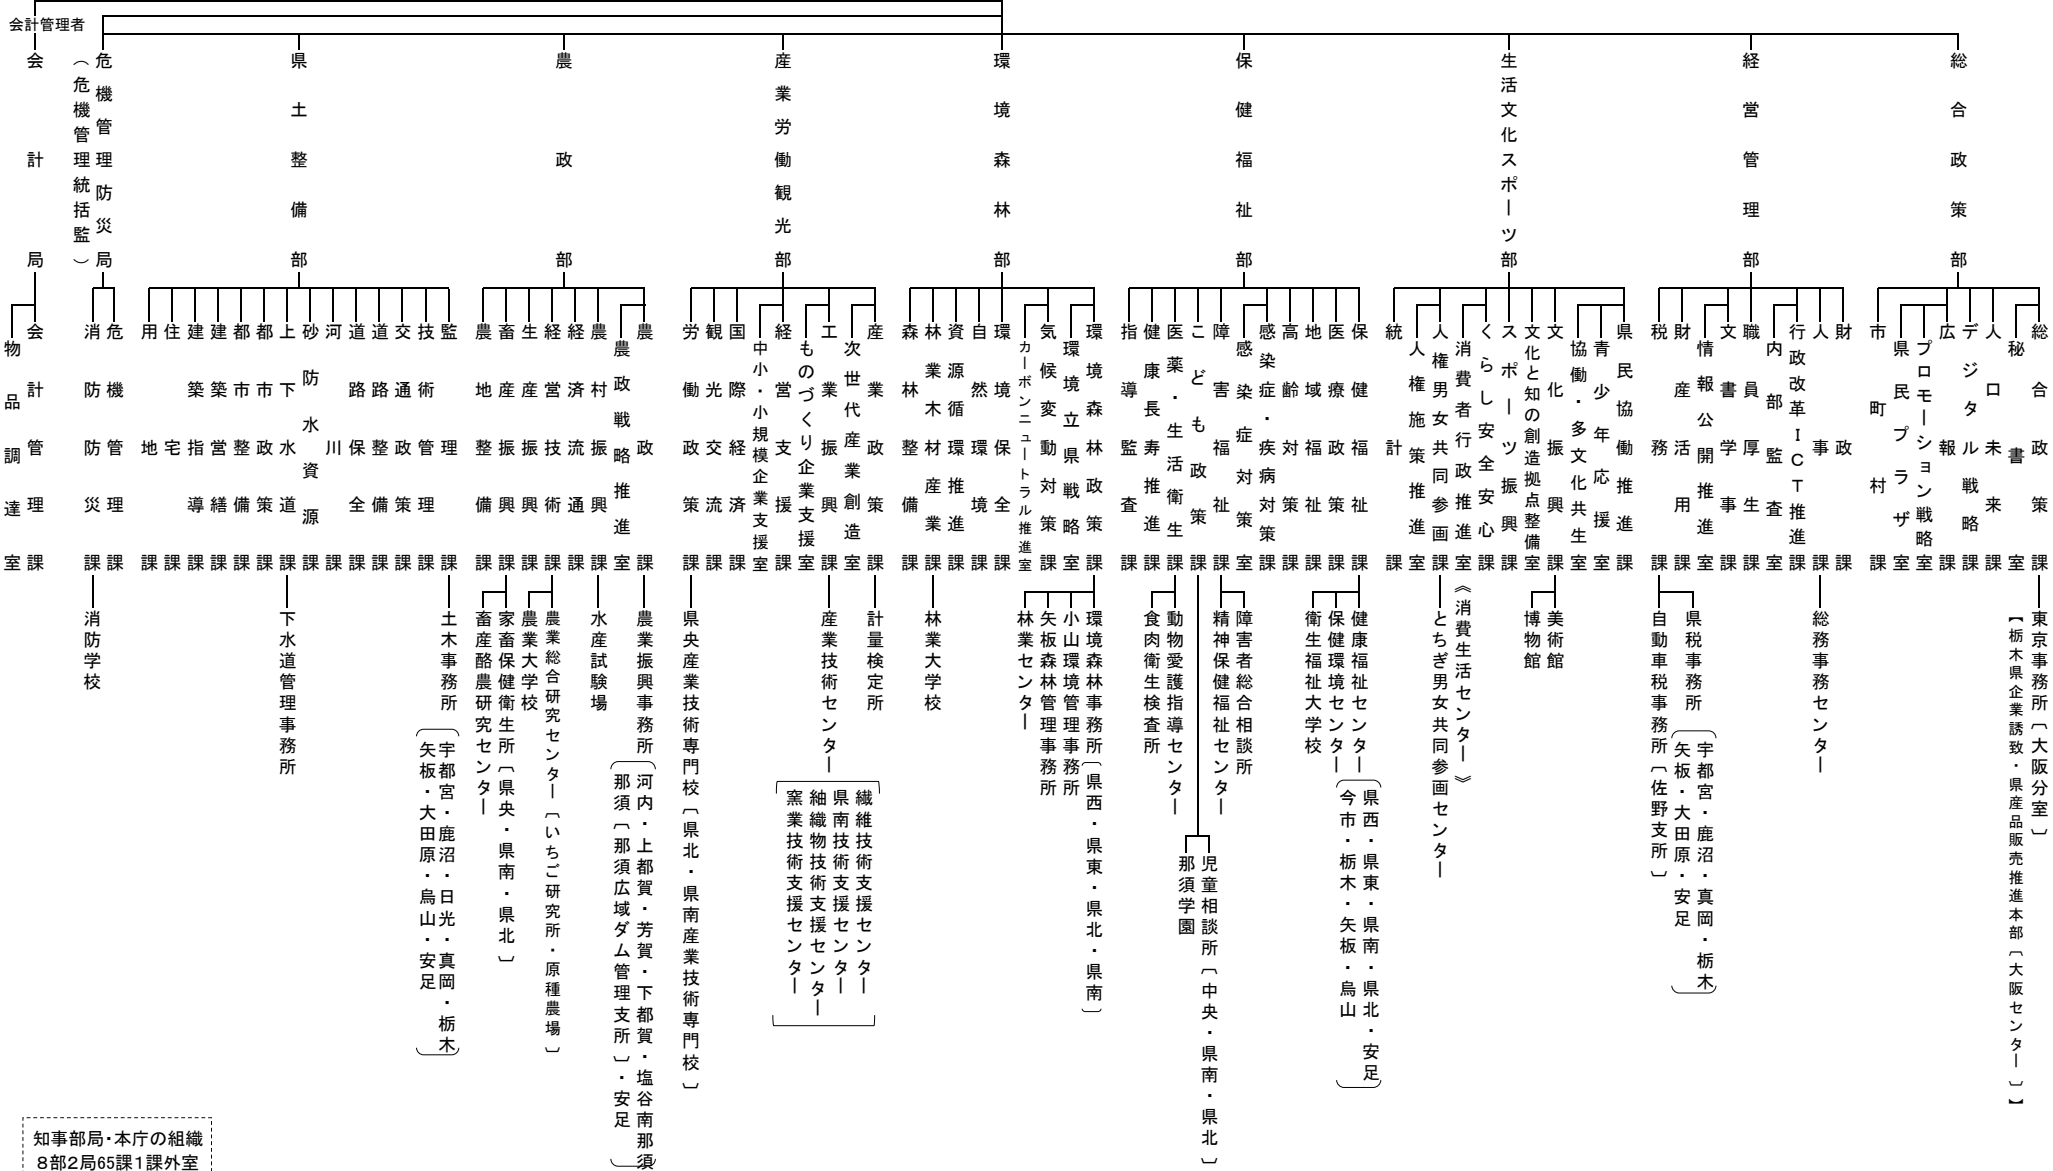 総合政策部
総合政策課
秘書室
人口未来課
デジタル戦略課
広報課
プロモーション戦略室
県民プラザ室
市町村課
東京事務所〔大阪分室〕
【栃木県企業誘致・県産品販売推進本部〔大阪センター〕】
経営管理部
財政課
人事課
行政改革ICT推進課
内部監査室
職員厚生課
文書学事課
情報公開推進室
財産活用課
税務課
総務事務センター
県税事務所
宇都宮・鹿沼・真岡・栃木
矢板・大田原・安足
自動車税事務所〔佐野支所〕
生活文化スポーツ部
県民協働推進課
青少年応援室
協働・多文化共生室
文化振興課
文化と知の創造拠点整備室
スポーツ振興課
くらし安全安心課
消費者行政推進室
人権男女共同参画課
人権施策推進室
統計課
美術館
博物館
《消費生活センター》
とちぎ男女共同参画センター
保健福祉部
保健福祉課
医療政策課
地域福祉課
高齢対策課
感染症・疾病対策課
感染症対策室
障害福祉課
こども政策課
医薬・生活衛生課
健康長寿推進課
指導監査課
健康福祉センター
県西・県東・県南・県北・安足
今市・栃木・矢板・烏山
保健環境センター
衛生福祉大学校
障害者総合相談所
精神保健福祉センター
児童相談所〔中央・県南・県北〕
那須学園
動物愛護指導センター
食肉衛生検査所
環境森林部
環境森林政策課
環境立県戦略室
気候変動対策課
カーボンニュートラル推進室
環境保全課
自然環境課
資源循環推進課
林業木材産業課
森林整備課
環境森林事務所〔県西・県東・県北・県南〕
小山環境管理事務所
矢板森林管理事務所
林業センター
林業大学校
産業労働観光部
産業政策課
次世代産業創造室
工業振興課
ものづくり企業支援室
経営支援課
中小・小規模企業支援室
国際経済課
観光交流課
労働政策課
計量検定所
産業技術センター
繊維技術支援センター
県南技術支援センター
紬織物技術支援センター
窯業技術支援センター
県央産業技術専門校〔県北・県南産業技術専門校〕
農政部
農政課
農政戦略推進室
農村振興課
経済流通課
経営技術課
生産振興課
畜産振興課
農地整備課
農業振興事務所
河内・上都賀・芳賀・下都賀・塩谷南那須
那須〔那須広域ダム管理支所〕・安足
水産試験場
農業総合研究センター〔いちご研究所・原種農場〕
農業大学校
家畜保健衛生所〔県央・県南・県北〕
畜産酪農研究センター
県土整備部
監理課
技術管理課
交通政策課
道路整備課
道路保全課
河川課
砂防水資源課
上下水道課
都市政策課
都市整備課
建築営繕課
建築指導課
住宅課
用地課
土木事務所
宇都宮・鹿沼・日光・真岡・栃木
矢板・大田原・烏山・安足
下水道管理事務所
危機管理防災局
（危機管理統括監）
危機管理課
消防防災課
消防学校
会計管理者
会計局
会計管理課
物品調達室
知事部局・本庁の組織
8部2局65課1課外室